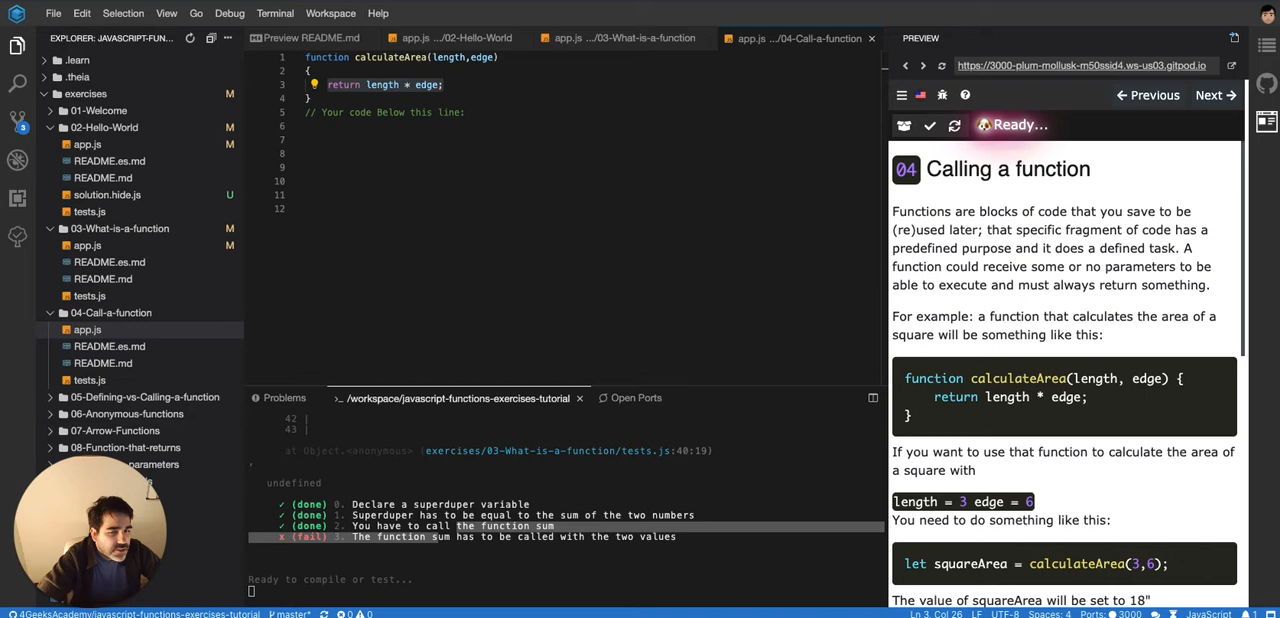 File Edit Selection View Go Debug Terminal Workspace Help
EXPLORER: JAVASCRIPT-FUN...
.learn
.theia
exercises M
01-Welcome
02-Hello-World M
app.js M
README.es.md
README.md
solution.hide.js U
tests.js
03-What-is-a-function M
app.js M
README.es.md
README.md
tests.js
04-Call-a-function
app.js
README.es.md
README.md
tests.js
05-Defining-vs-Calling-a-function
06-Anonymous-functions
07-Arrow-Functions
08-Function-that-returns
parameters
3
Preview README.md app.js .../02-Hello-World app.js .../03-What-is-a-function app.js .../04-Call-a-function ×
1 function calculateArea(length,edge)
2 {
3 return length * edge;
4 }
5 // Your code Below this line:
6
7
8
9
10
11
12
Problems >_ /workspace/javascript-functions-exercises-tutorial × Open Ports
42 |
43 |
at Object.<anonymous> (exercises/03-What-is-a-function/tests.js:40:19)
,
undefined
✓ (done) 0. Declare a superduper variable
✓ (done) 1. Superduper has to be equal to the sum of the two numbers
✓ (done) 2. You have to call the function sum
x (fail) 3. The function sum has to be called with the two values
Ready to compile or test...
PREVIEW
https://3000-plum-mollusk-m50ssid4.ws-us03.gitpod.io
← Previous Next →
🐶Ready...
04 Calling a function
Functions are blocks of code that you save to be
(re)used later; that specific fragment of code has a
predefined purpose and it does a defined task. A
function could receive some or no parameters to be
able to execute and must always return something.
For example: a function that calculates the area of a
square will be something like this:
function calculateArea(length, edge) {
return length * edge;
}
If you want to use that function to calculate the area of
a square with
length = 3 edge = 6
You need to do something like this:
let squareArea = calculateArea(3,6);
The value of squareArea will be set to 18"
4GeeksAcademy/javascript-functions-exercises-tutorial master* 0 0 Ln 3, Col 26 LF UTF-8 Spaces: 4 Ports: 3000 JavaScript 1